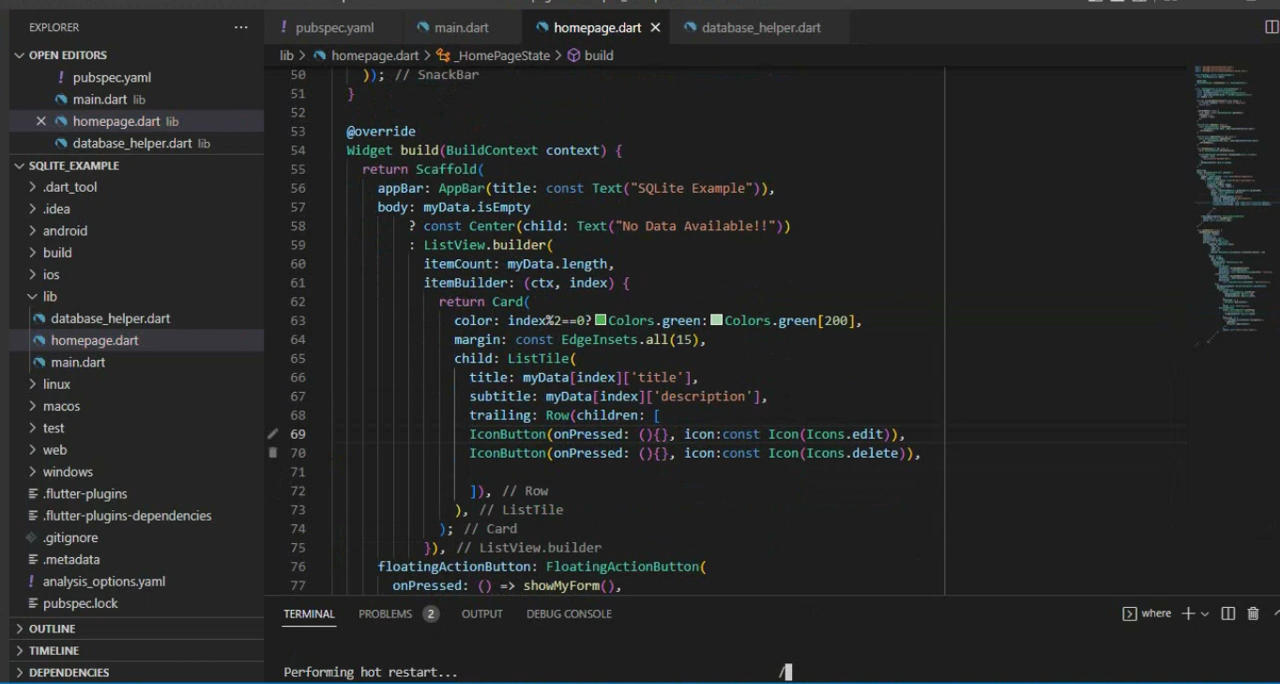 EXPLORER ...
OPEN EDITORS
! pubspec.yaml
main.dart lib
× homepage.dart lib
database_helper.dart lib
SQLITE_EXAMPLE
.dart_tool
.idea
android
build
ios
lib
database_helper.dart
homepage.dart
main.dart
linux
macos
test
web
windows
.flutter-plugins
.flutter-plugins-dependencies
.gitignore
.metadata
! analysis_options.yaml
pubspec.lock
OUTLINE
TIMELINE
DEPENDENCIES
! pubspec.yaml main.dart homepage.dart × database_helper.dart
lib > homepage.dart > _HomePageState > build
50 )); // SnackBar
51 }
52
53 @override
54 Widget build(BuildContext context) {
55 return Scaffold(
56 appBar: AppBar(title: const Text("SQLite Example")),
57 body: myData.isEmpty
58 ? const Center(child: Text("No Data Available!!"))
59 : ListView.builder(
60 itemCount: myData.length,
61 itemBuilder: (ctx, index) {
62 return Card(
63 color: index%2==0?Colors.green:Colors.green[200],
64 margin: const EdgeInsets.all(15),
65 child: ListTile(
66 title: myData[index]['title'],
67 subtitle: myData[index]['description'],
68 trailing: Row(children: [
69 IconButton(onPressed: (){}, icon:const Icon(Icons.edit)),
70 IconButton(onPressed: (){}, icon:const Icon(Icons.delete)),
71
72 ]), // Row
73 ), // ListTile
74 ); // Card
75 }), // ListView.builder
76 floatingActionButton: FloatingActionButton(
77 onPressed: () => showMyForm(),
TERMINAL PROBLEMS 2 OUTPUT DEBUG CONSOLE where
Performing hot restart... /